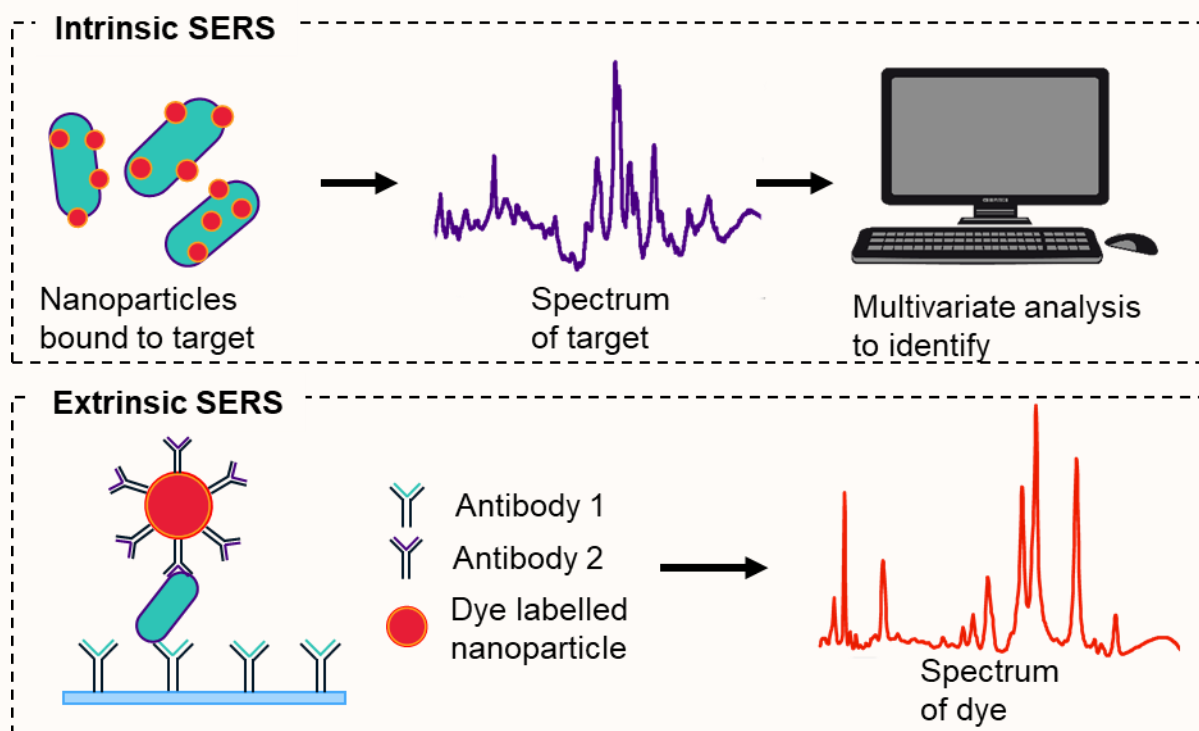 Intrinsic SERS
Nanoparticles
bound to target
Spectrum
of target
Multivariate analysis
to identify
Extrinsic SERS
Antibody 1
Antibody 2
Dye labelled
nanoparticle
Spectrum
of dye